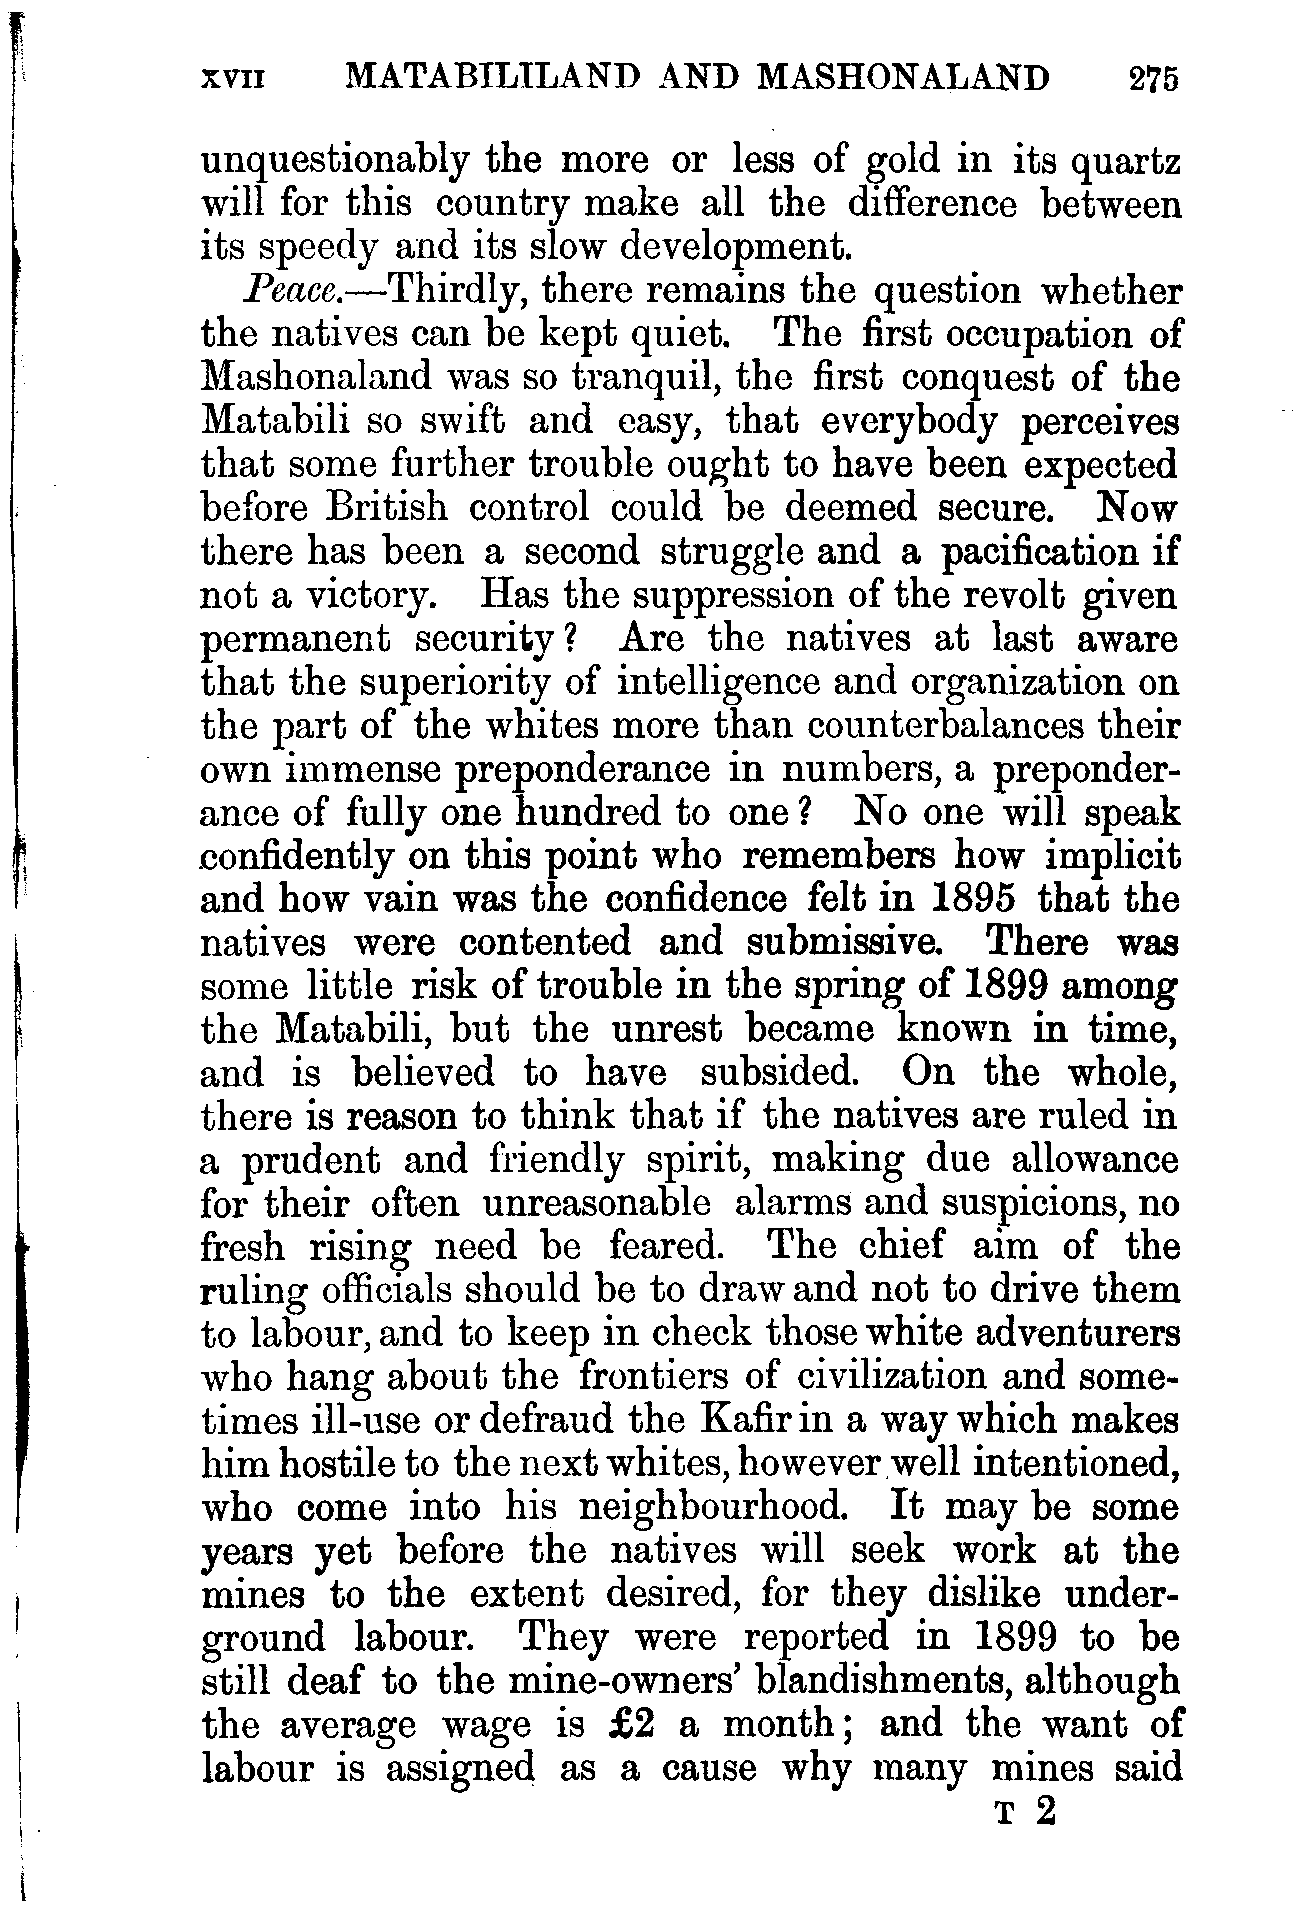 XVII MATABILILAND AND MASHONALAND 275
unquestionably the more or less of gold in its quartz
will for this country make all the difference between
its speedy and its slow development.
Peace.—Thirdly, there remains the question whether
the natives can be kept quiet. The first occupation of
Mashonaland was so tranquil, the first conquest of the
Matabili so swift and easy, that everybody perceives
that some further trouble ought to have been expected
before British control could be deemed secure. Now
there has been a second struggle and a pacification if
not a victory. Has the suppression of the revolt given
permanent security? Are the natives at last aware
that the superiority of intelligence and organization on
the part of the whites more than counterbalances their
own immense preponderance in numbers, a preponder-
ance of fully one hundred to one? No one will speak
confidently on this point who remembers how implicit
and how vain was the confidence felt in 1895 that the
natives were contented and submissive. There was
some little risk of trouble in the spring of 1899 among
the Matabili, but the unrest became known in time,
and is believed to have subsided. On the whole,
there is reason to think that if the natives are ruled in
a prudent and friendly spirit, making due allowance
for their often unreasonable alarms and suspicions, no
fresh rising need be feared. The chief aim of the
ruling officials should be to draw and not to drive them
to labour, and to keep in check those white adventurers
who hang about the frontiers of civilization and some-
times ill-use or defraud the Kafir in a way which makes
him hostile to the next whites, however well intentioned,
who come into his neighbourhood. It may be some
years yet before the natives will seek work at the
mines to the extent desired, for they dislike under-
ground labour. They were reported in 1899 to be
still deaf to the mine-owners' blandishments, although
the average wage is £2 a month; and the want of
labour is assigned as a cause why many mines said
T 2